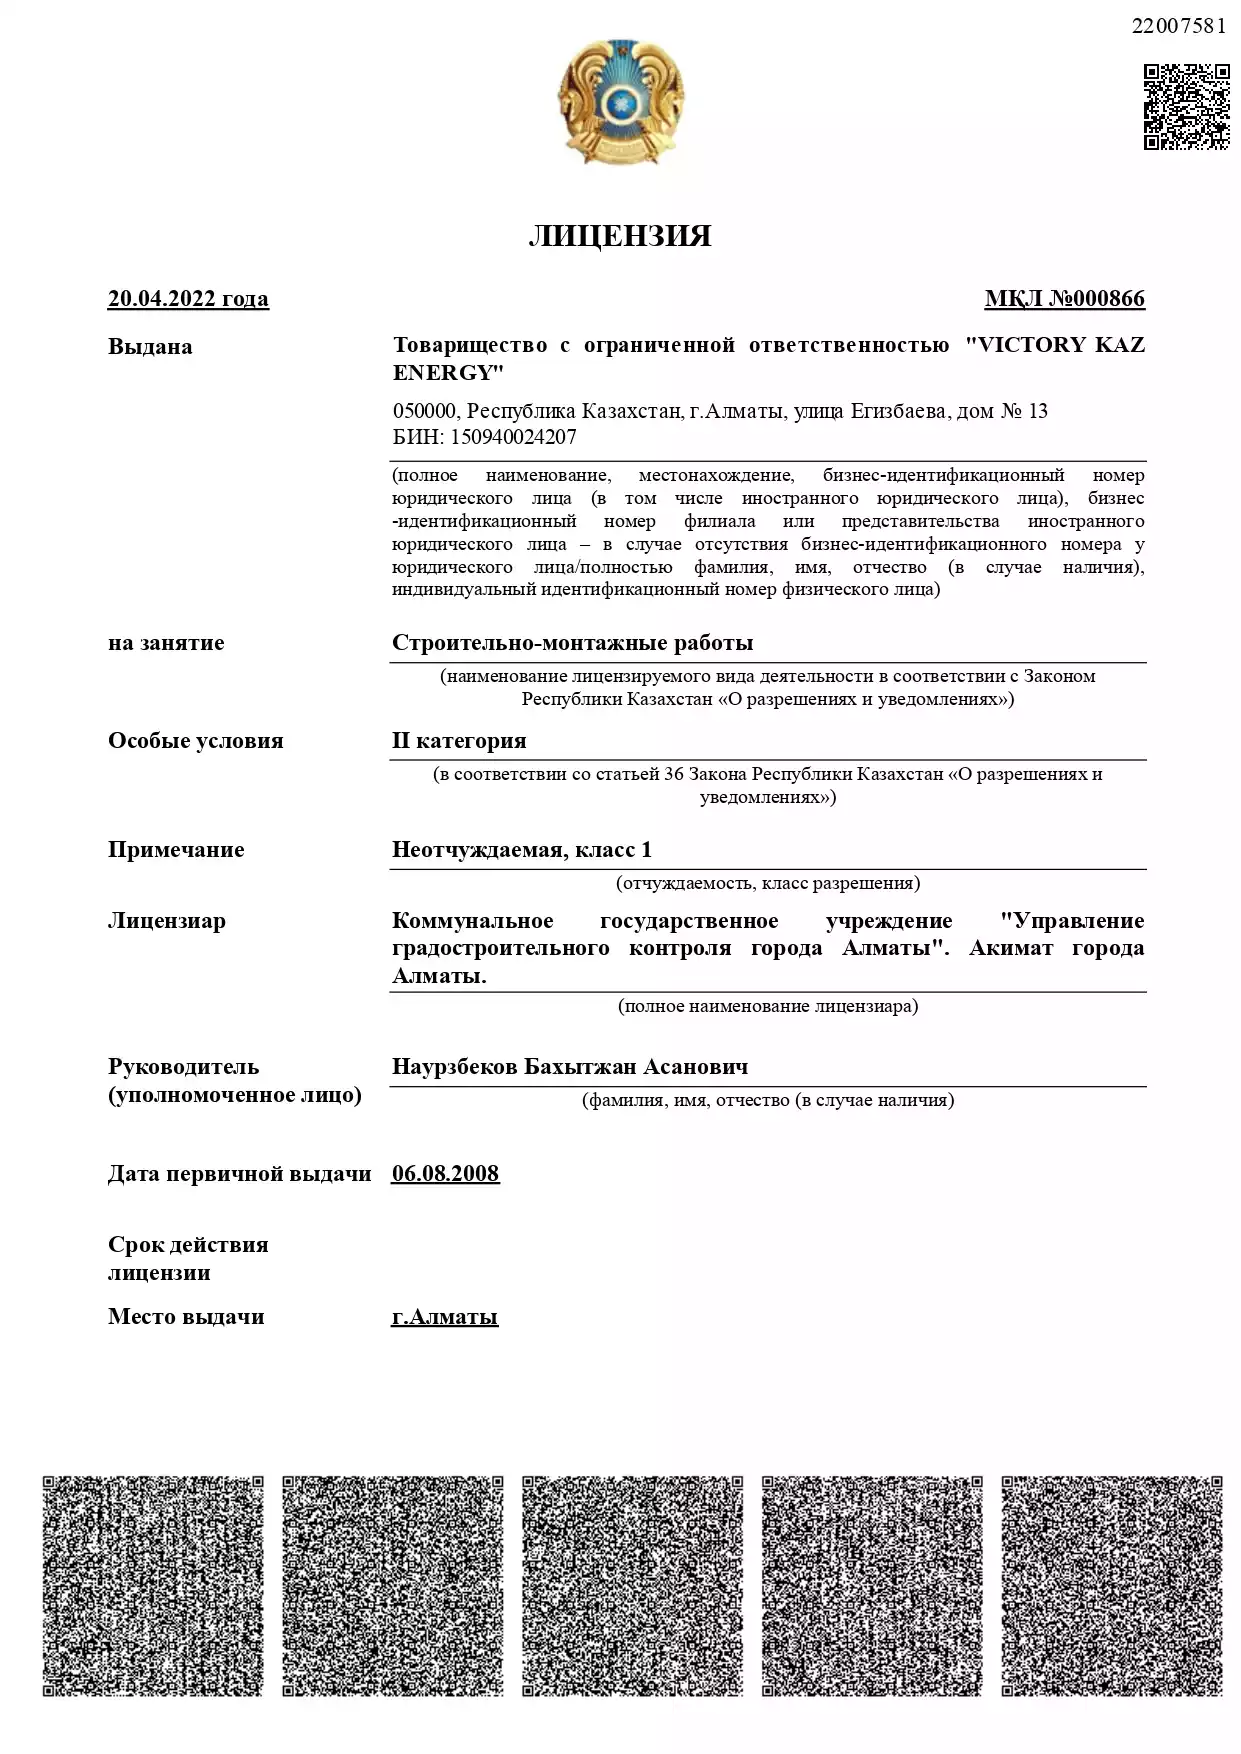 22007581
ЛИЦЕНЗИЯ
20.04.2022 года МҚЛ №000866
Выдана Товарищество с ограниченной ответственностью "VICTORY KAZ
ENERGY"
050000, Республика Казахстан, г.Алматы, улица Егизбаева, дом № 13
БИН: 150940024207
(полное наименование, местонахождение, бизнес-идентификационный номер
юридического лица (в том числе иностранного юридического лица), бизнес
-идентификационный номер филиала или представительства иностранного
юридического лица – в случае отсутствия бизнес-идентификационного номера у
юридического лица/полностью фамилия, имя, отчество (в случае наличия),
индивидуальный идентификационный номер физического лица)
на занятие Строительно-монтажные работы
(наименование лицензируемого вида деятельности в соответствии с Законом
Республики Казахстан «О разрешениях и уведомлениях»)
Особые условия II категория
(в соответствии со статьей 36 Закона Республики Казахстан «О разрешениях и
уведомлениях»)
Примечание Неотчуждаемая, класс 1
(отчуждаемость, класс разрешения)
Лицензиар Коммунальное государственное учреждение "Управление
градостроительного контроля города Алматы". Акимат города
Алматы.
(полное наименование лицензиара)
Руководитель Наурзбеков Бахытжан Асанович
(уполномоченное лицо)
(фамилия, имя, отчество (в случае наличия)
Дата первичной выдачи 06.08.2008
Срок действия
лицензии
Место выдачи г.Алматы